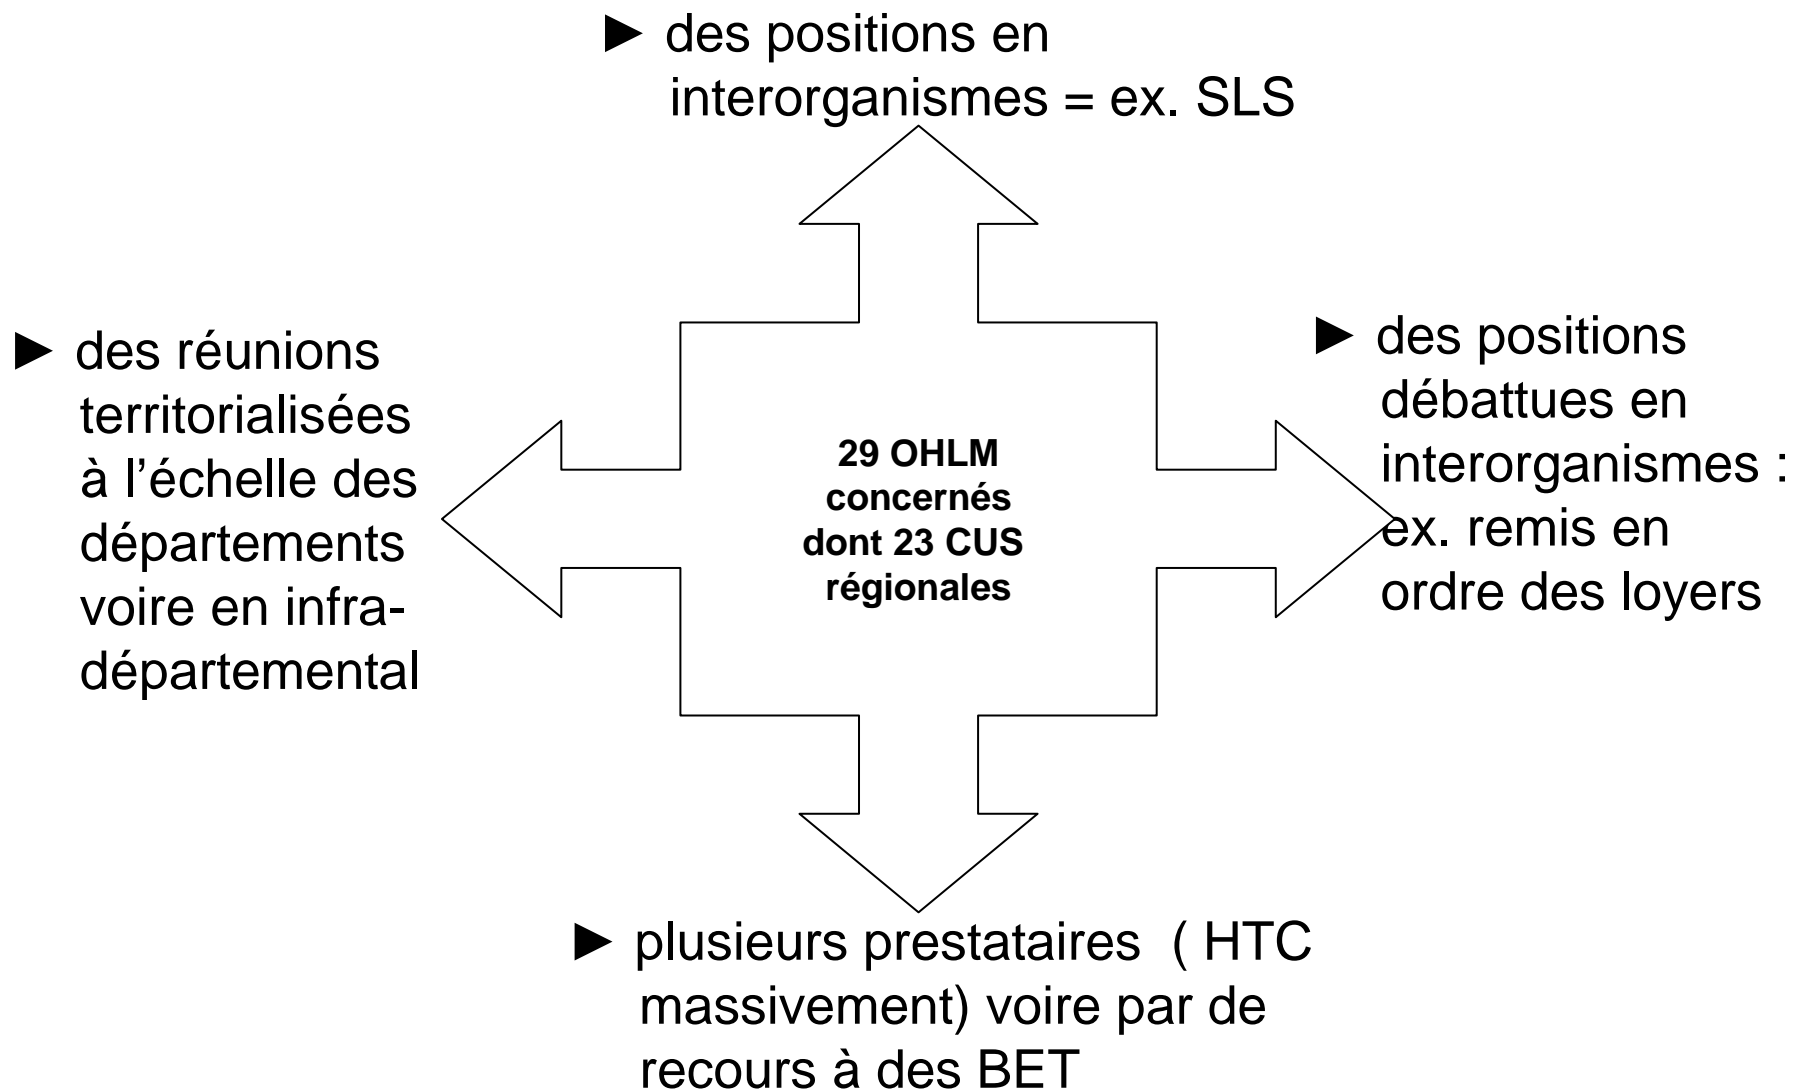 ► des positions en
interorganismes = ex. SLS
► des réunions
territorialisées
à l’échelle des
départements
voire en infra-
départemental
29 OHLM
concernés
dont 23 CUS
régionales
► des positions
débattues en
interorganismes :
ex. remis en
ordre des loyers
► plusieurs prestataires ( HTC
massivement) voire par de
recours à des BET